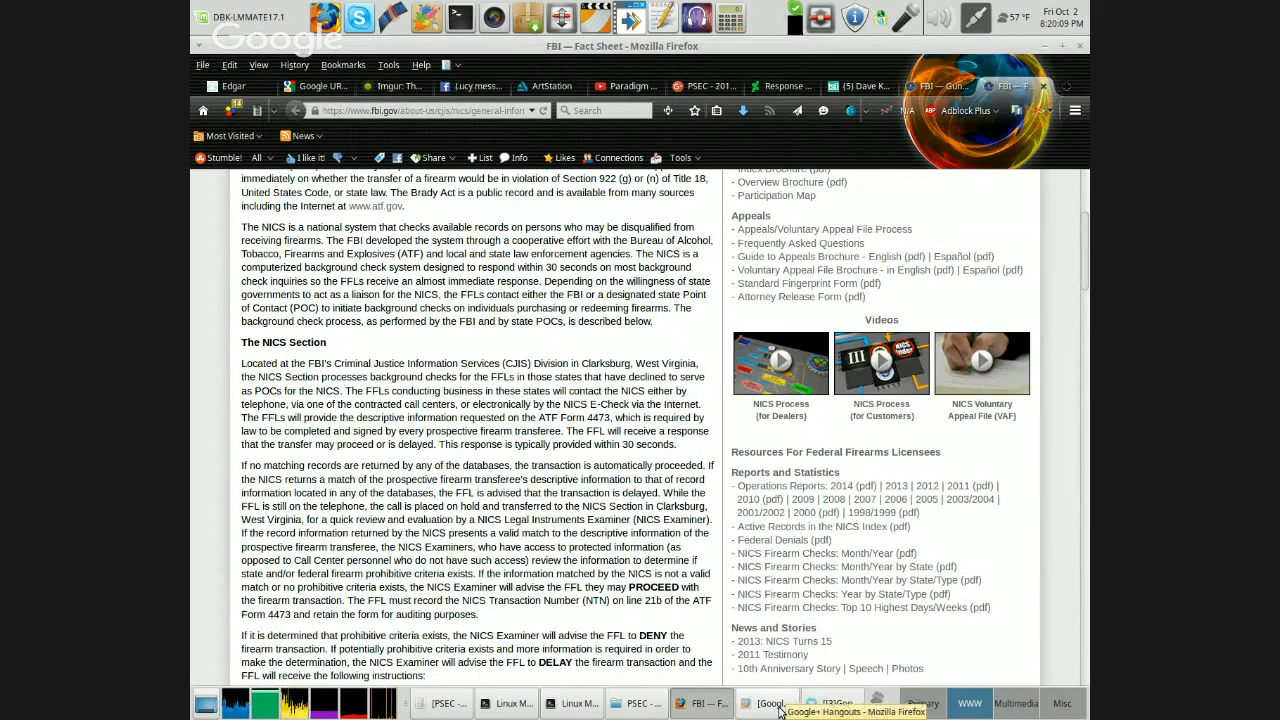 DBK-LMMATE17.1
57 °F
Fri Oct 2
8:20:09 PM
Google
FBI — Fact Sheet - Mozilla Firefox
File Edit View History Bookmarks Tools Help
Edgar
Google UR...
Imgur: Th...
Lucy mess...
ArtStation
Paradigm ...
PSEC - 201...
Response ...
(5) Dave K...
FBI — Gun...
FBI — F...
14
https://www.fbi.gov/about-us/cjis/nics/general-infor
Search
N/A
ABP Adblock Plus
Most Visited
News
Stumble! All I like it! Share List Info Likes Connections Tools
immediately on whether the transfer of a firearm would be in violation of Section 922 (g) or (n) of Title 18,
United States Code, or state law. The Brady Act is a public record and is available from many sources
including the Internet at www.atf.gov.
The NICS is a national system that checks available records on persons who may be disqualified from
receiving firearms. The FBI developed the system through a cooperative effort with the Bureau of Alcohol,
Tobacco, Firearms and Explosives (ATF) and local and state law enforcement agencies. The NICS is a
computerized background check system designed to respond within 30 seconds on most background
check inquiries so the FFLs receive an almost immediate response. Depending on the willingness of state
governments to act as a liaison for the NICS, the FFLs contact either the FBI or a designated state Point
of Contact (POC) to initiate background checks on individuals purchasing or redeeming firearms. The
background check process, as performed by the FBI and by state POCs, is described below.
The NICS Section
Located at the FBI's Criminal Justice Information Services (CJIS) Division in Clarksburg, West Virginia,
the NICS Section processes background checks for the FFLs in those states that have declined to serve
as POCs for the NICS. The FFLs conducting business in these states will contact the NICS either by
telephone, via one of the contracted call centers, or electronically by the NICS E-Check via the Internet.
The FFLs will provide the descriptive information requested on the ATF Form 4473, which is required by
law to be completed and signed by every prospective firearm transferee. The FFL will receive a response
that the transfer may proceed or is delayed. This response is typically provided within 30 seconds.
If no matching records are returned by any of the databases, the transaction is automatically proceeded. If
the NICS returns a match of the prospective firearm transferee's descriptive information to that of record
information located in any of the databases, the FFL is advised that the transaction is delayed. While the
FFL is still on the telephone, the call is placed on hold and transferred to the NICS Section in Clarksburg,
West Virginia, for a quick review and evaluation by a NICS Legal Instruments Examiner (NICS Examiner).
If the record information returned by the NICS presents a valid match to the descriptive information of the
prospective firearm transferee, the NICS Examiners, who have access to protected information (as
opposed to Call Center personnel who do not have such access) review the information to determine if
state and/or federal firearm prohibitive criteria exists. If the information matched by the NICS is not a valid
match or no prohibitive criteria exists, the NICS Examiner will advise the FFL they may PROCEED with
the firearm transaction. The FFL must record the NICS Transaction Number (NTN) on line 21b of the ATF
Form 4473 and retain the form for auditing purposes.
If it is determined that prohibitive criteria exists, the NICS Examiner will advise the FFL to DENY the
firearm transaction. If potentially prohibitive criteria exists and more information is required in order to
make the determination, the NICS Examiner will advise the FFL to DELAY the firearm transaction and the
FFL will receive the following instructions:
- Index Brochure (pdf)
- Overview Brochure (pdf)
- Participation Map
Appeals
- Appeals/Voluntary Appeal File Process
- Frequently Asked Questions
- Guide to Appeals Brochure - English (pdf) | Español (pdf)
- Voluntary Appeal File Brochure - in English (pdf) | Español (pdf)
- Standard Fingerprint Form (pdf)
- Attorney Release Form (pdf)
Videos
III
NICS Index
NICS Process
(for Dealers)
NICS Process
(for Customers)
NICS Voluntary
Appeal File (VAF)
Resources For Federal Firearms Licensees
Reports and Statistics
- Operations Reports: 2014 (pdf) | 2013 | 2012 | 2011 (pdf) |
2010 (pdf) | 2009 | 2008 | 2007 | 2006 | 2005 | 2003/2004 |
2001/2002 | 2000 (pdf) | 1998/1999 (pdf)
- Active Records in the NICS Index (pdf)
- Federal Denials (pdf)
- NICS Firearm Checks: Month/Year (pdf)
- NICS Firearm Checks: Month/Year by State (pdf)
- NICS Firearm Checks: Month/Year by State/Type (pdf)
- NICS Firearm Checks: Year by State/Type (pdf)
- NICS Firearm Checks: Top 10 Highest Days/Weeks (pdf)
News and Stories
- 2013: NICS Turns 15
- 2011 Testimony
- 10th Anniversary Story | Speech | Photos
[PSEC -...
Linux M...
Linux M...
PSEC - ...
FBI — F...
[Googl...
Primary
WWW
Multimedia
Misc
Google+ Hangouts - Mozilla Firefox